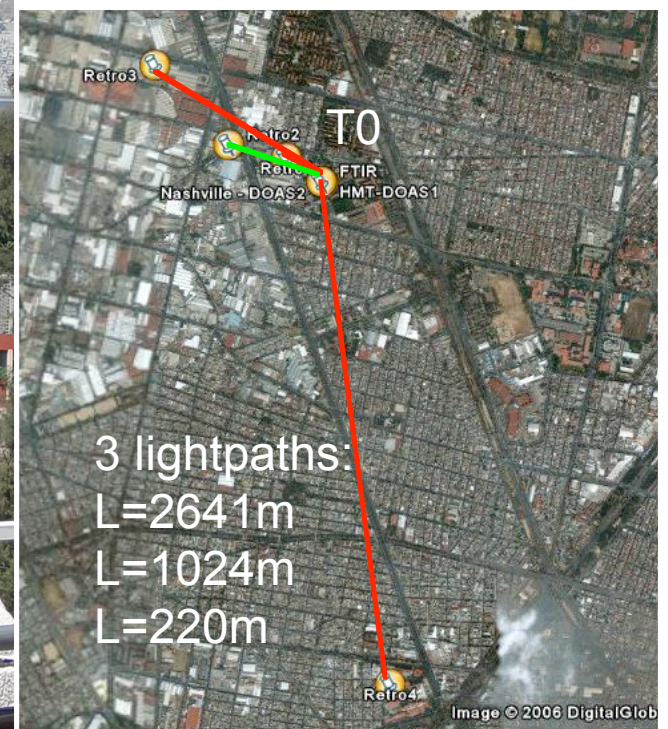 Retro3
T0
Retro2
Retro
FTIR
Nashville - DOAS2
HMT-DOAS1
3 lightpaths:
L=2641m
L=1024m
L=220m
Retro4
Image © 2006 DigitalGlob